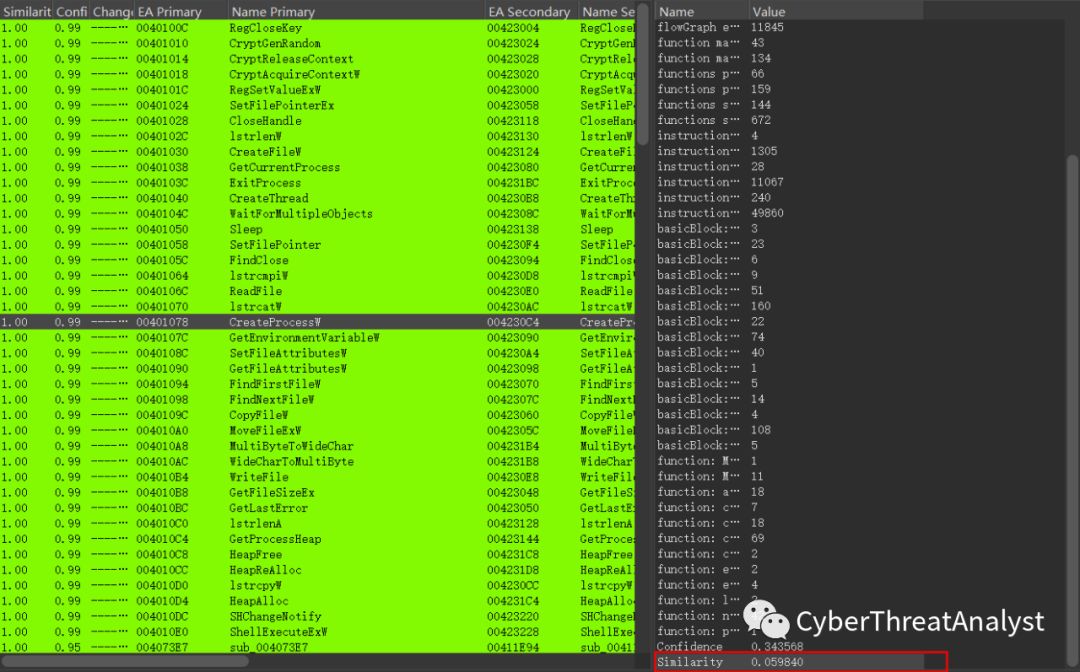 Similarit Confi Chang EA Primary Name Primary EA Secondary Name Se
1.00 0.99 ----… 0040100C RegCloseKey 00423004 RegClos
1.00 0.99 ----… 00401010 CryptGenRandom 00423024 CryptGen
1.00 0.99 ----… 00401014 CryptReleaseContext 00423028 CryptRel
1.00 0.99 ----… 00401018 CryptAcquireContextW 00423020 CryptAcq
1.00 0.99 ----… 0040101C RegSetValueExW 00423000 RegSetVa
1.00 0.99 ----… 00401024 SetFilePointerEx 00423058 SetFileP
1.00 0.99 ----… 00401028 CloseHandle 00423118 CloseHan
1.00 0.99 ----… 0040102C lstrlenW 00423130 lstrlenW
1.00 0.99 ----… 00401030 CreateFileW 00423124 CreateFi
1.00 0.99 ----… 00401038 GetCurrentProcess 00423080 GetCurre
1.00 0.99 ----… 0040103C ExitProcess 004231BC ExitProc
1.00 0.99 ----… 00401040 CreateThread 004230B8 CreateTh
1.00 0.99 ----… 0040104C WaitForMultipleObjects 0042308C WaitForM
1.00 0.99 ----… 00401050 Sleep 00423138 Sleep
1.00 0.99 ----… 00401058 SetFilePointer 004230F4 SetFileP
1.00 0.99 ----… 0040105C FindClose 00423094 FindClos
1.00 0.99 ----… 00401064 lstrcmpiW 004230D8 lstrcmpi
1.00 0.99 ----… 0040106C ReadFile 004230E0 ReadFile
1.00 0.99 ----… 00401070 lstrcatW 004230AC lstrcatW
1.00 0.99 ----… 00401078 CreateProcessW 004230C4 CreatePr
1.00 0.99 ----… 0040107C GetEnvironmentVariableW 00423090 GetEnvir
1.00 0.99 ----… 0040108C SetFileAttributesW 004230A4 SetFileA
1.00 0.99 ----… 00401090 GetFileAttributesW 00423098 GetFileA
1.00 0.99 ----… 00401094 FindFirstFileW 00423070 FindFirs
1.00 0.99 ----… 00401098 FindNextFileW 0042307C FindNext
1.00 0.99 ----… 0040109C CopyFileW 00423060 CopyFile
1.00 0.99 ----… 004010A0 MoveFileExW 0042305C MoveFile
1.00 0.99 ----… 004010A8 MultiByteToWideChar 004231B4 MultiByt
1.00 0.99 ----… 004010AC WideCharToMultiByte 004231B8 WideChar
1.00 0.99 ----… 004010B4 WriteFile 004230E8 WriteFil
1.00 0.99 ----… 004010B8 GetFileSizeEx 00423048 GetFileS
1.00 0.99 ----… 004010BC GetLastError 00423050 GetLastE
1.00 0.99 ----… 004010C0 lstrlenA 00423128 lstrlenA
1.00 0.99 ----… 004010C4 GetProcessHeap 00423144 GetProce
1.00 0.99 ----… 004010C8 HeapFree 004231C8 HeapFree
1.00 0.99 ----… 004010CC HeapReAlloc 004231D8 HeapReAl
1.00 0.99 ----… 004010D0 lstrcpyW 004230CC lstrcpyW
1.00 0.99 ----… 004010D4 HeapAlloc 004231C4 HeapAllo
1.00 0.99 ----… 004010DC SHChangeNotify 00423220 SHChange
1.00 0.99 ----… 004010E0 ShellExecuteExW 00423228 ShellExe
1.00 0.95 ----… 004073E7 sub_004073E7 00411E94 sub_0041
Name Value
flowGraph e… 11845
function ma… 43
function ma… 134
functions p… 66
functions p… 159
functions s… 144
functions s… 672
instruction… 4
instruction… 1305
instruction… 28
instruction… 11067
instruction… 240
instruction… 49860
basicBlock:… 3
basicBlock:… 23
basicBlock:… 6
basicBlock:… 9
basicBlock:… 51
basicBlock:… 160
basicBlock:… 22
basicBlock:… 74
basicBlock:… 40
basicBlock:… 1
basicBlock:… 5
basicBlock:… 14
basicBlock:… 4
basicBlock:… 108
basicBlock:… 5
function: M… 1
function: M… 11
function: a… 18
function: c… 7
function: c… 18
function: c… 69
function: c… 2
function: e… 2
function: e… 4
function: l…
function: n…
function: p…
Confidence 0.343568
Similarity 0.059840
CyberThreatAnalyst